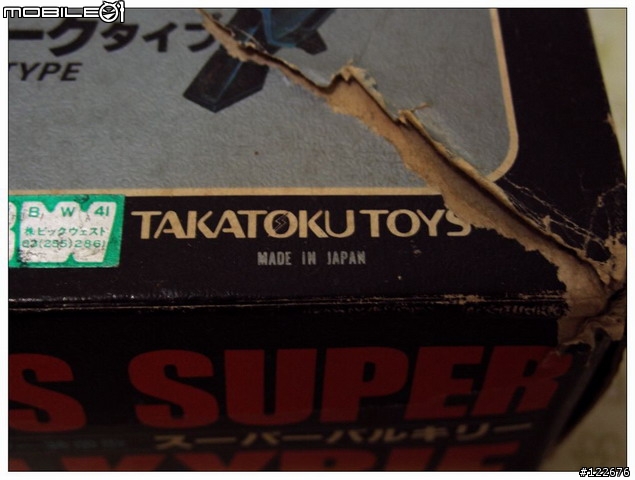 MOBILE01
ークタイプ
TYPE
B W 41
㈱ビックウェスト
TAKATOKU TOYS
MADE IN JAPAN
S SUPER
スーパーバルキリー
#122676